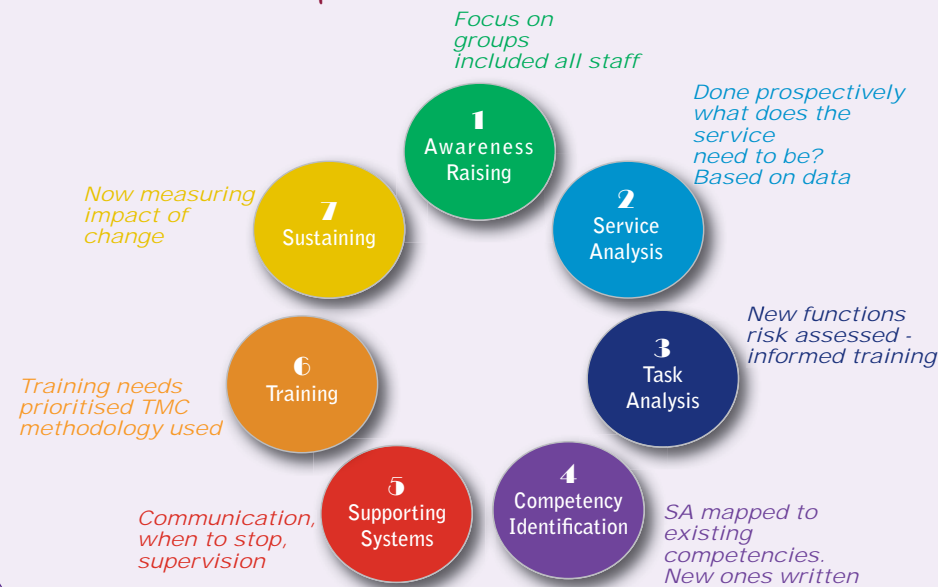 Focus on
groups
included all staff
1
Awareness
Raising
Done prospectively
what does the
service
need to be?
Based on data
2
Service
Analysis
New functions
risk assessed -
informed training
3
Task
Analysis
4
Competency
Identification
SA mapped to
existing
competencies.
New ones written
5
Supporting
Systems
Communication,
when to stop,
supervision
6
Training
Training needs
prioritised TMC
methodology used
7
Sustaining
Now measuring
impact of
change